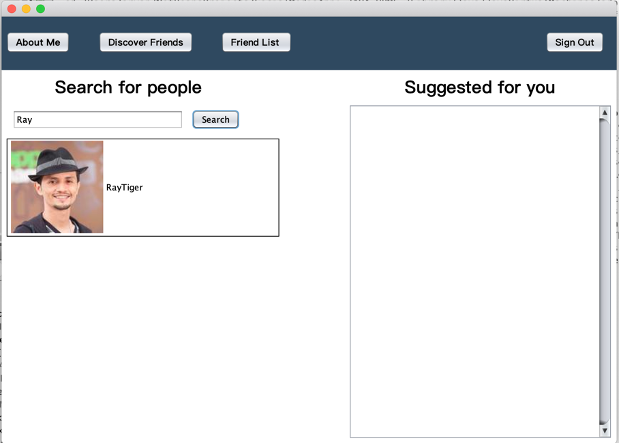 About Me
Discover Friends
Friend List
Sign Out
Search for people
Suggested for you
Ray
Search
RayTiger